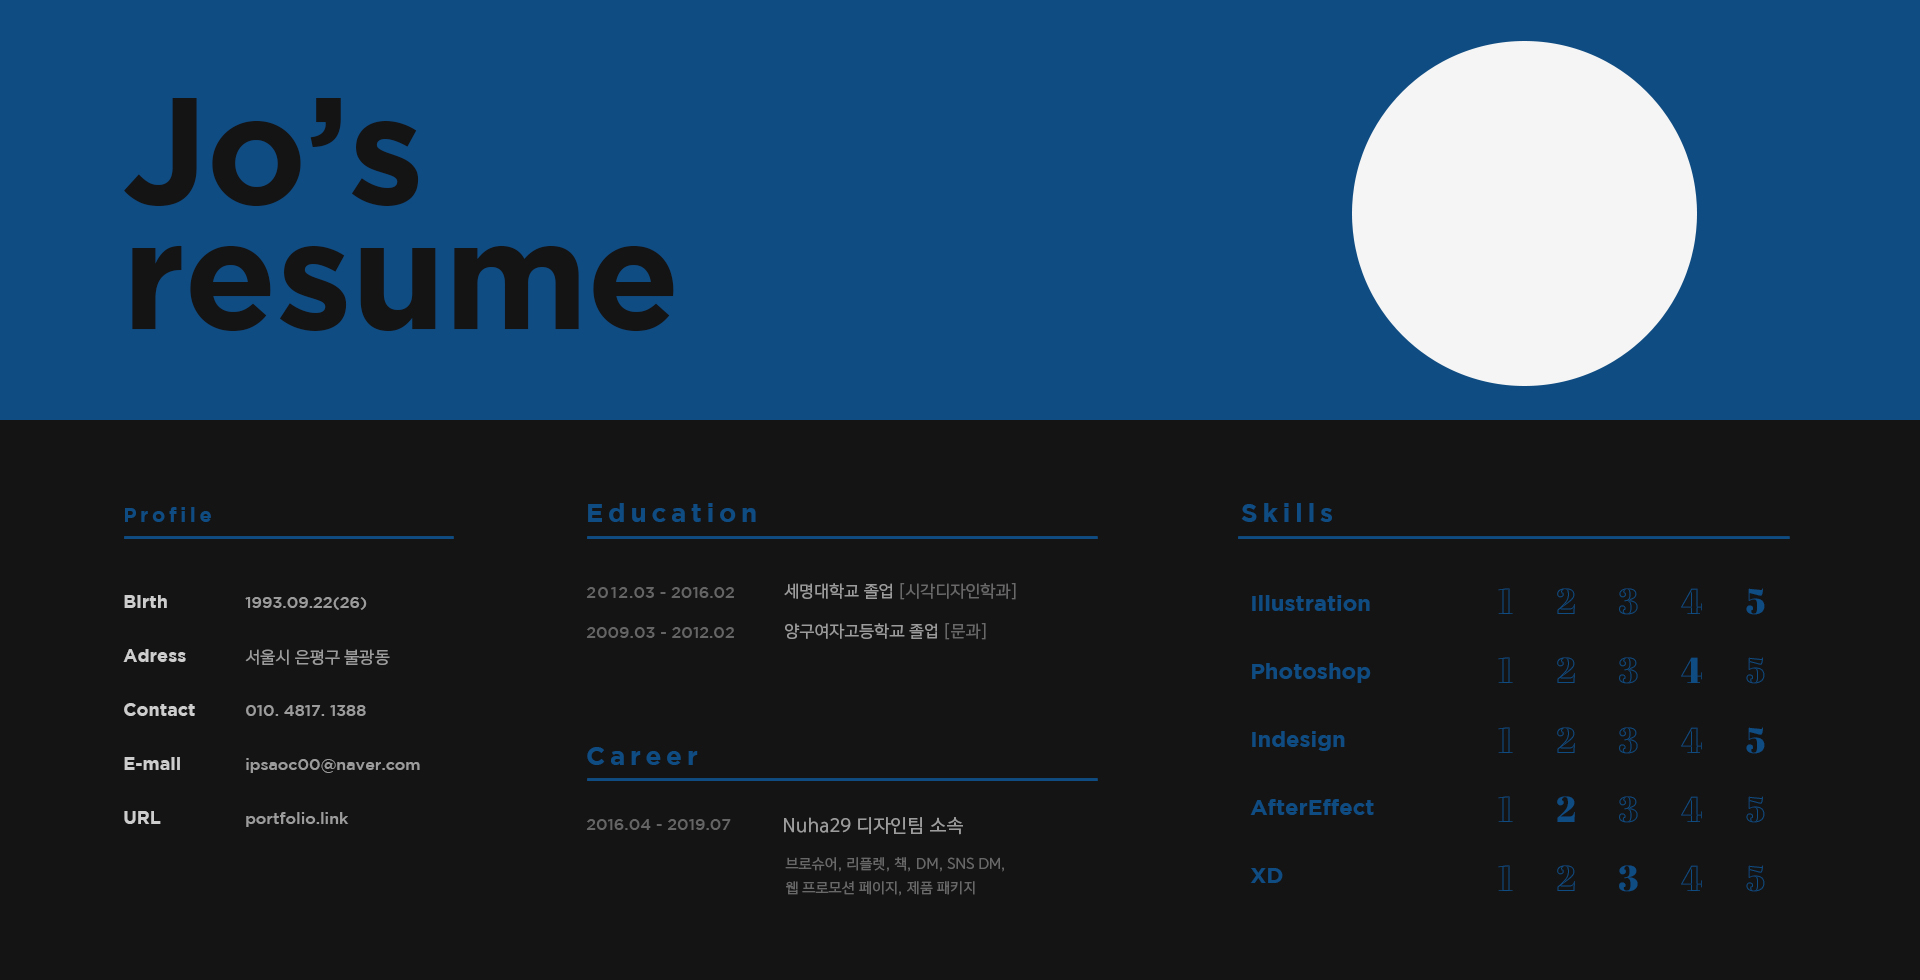 Jo’s
resume
Profile
BIrth 1993.09.22(26)
Adress 서울시 은평구 불광동
Contact 010. 4817. 1388
E-maIl ipsaoc00@naver.com
URL portfolio.link
Education
2012.03 - 2016.02 세명대학교 졸업 [시각디자인학과]
2009.03 - 2012.02 양구여자고등학교 졸업 [문과]
Career
2016.04 - 2019.07 Nuha29 디자인팀 소속
브로슈어, 리플렛, 책, DM, SNS DM,
웹 프로모션 페이지, 제품 패키지
Skills
Illustration 1 2 3 4 5
Photoshop 1 2 3 4 5
Indesign 1 2 3 4 5
AfterEffect 1 2 3 4 5
XD 1 2 3 4 5